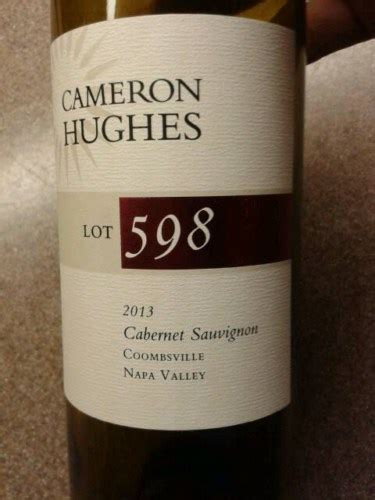 CAMERON
HUGHES
LOT 598
2013
Cabernet Sauvignon
COOMBSVILLE
NAPA VALLEY